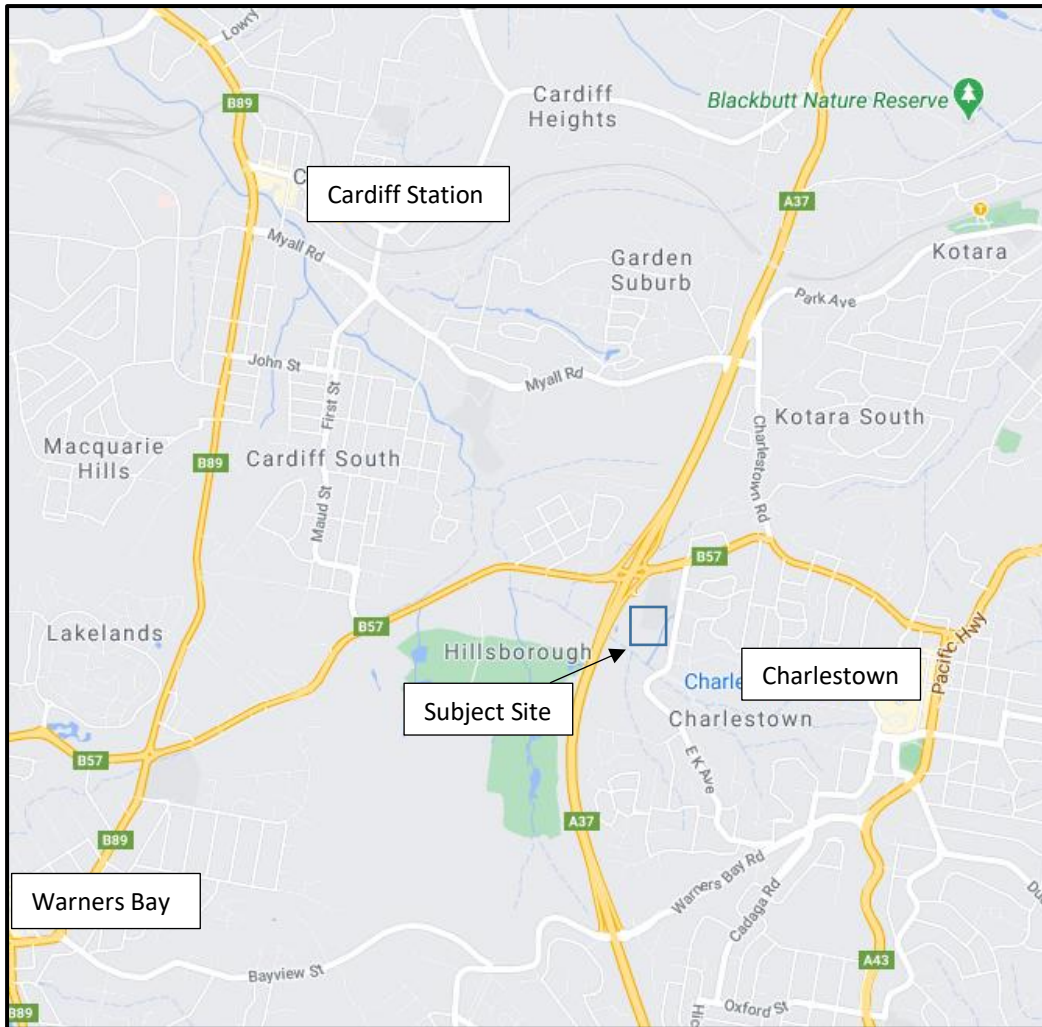 Lowry
B89
Cardiff
Heights
Blackbutt Nature Reserve
Cardiff Station
A37
Kotara
Myall Rd
Garden
Suburb
Park Ave
John St
First St
Myall Rd
Kotara South
Charlestown Rd
Macquarie
Hills
B89
Cardiff South
Maud St
B57
B57
Lakelands
Hillsborough
Pacific Hwy
Charlestown
Subject Site
Charlestown
E K Ave
B57
A37
B89
Warners Bay Rd
Cadaga Rd
Warners Bay
Bayview St
A43
B89
Oxford St